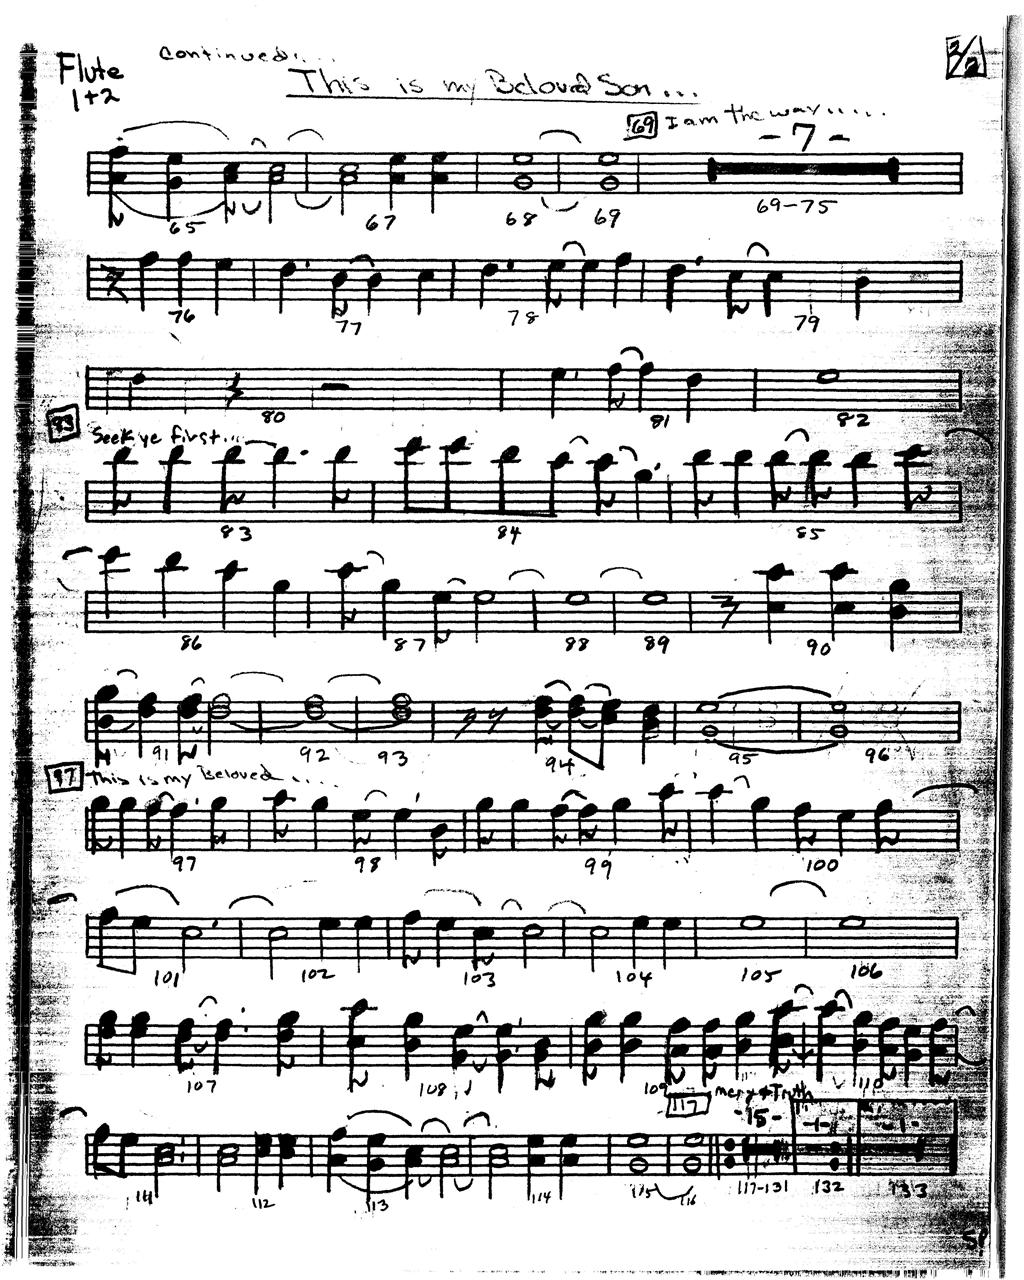 Flute
1+2
continued....
This is my Beloved Son...
2/2
69 I am the way.....
-7-
65 67 68 69 69-75
76 77 78 79
80 81 82
83 Seek ye first...
83 84 85
86 87 88 89 90
91 92 93 94 95 96
97 This is my Beloved ...
97 98 99 100
101 102 103 104 105 106
107 108 109 110
117 mercy & Truth
-15- -1- -1-
111 112 113 114 115 116 117-131 132 133